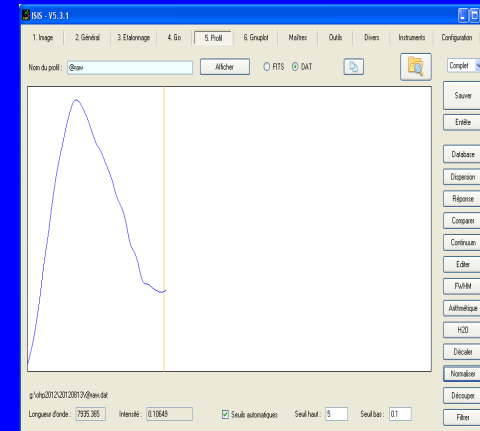 ISIS - V5.3.1
1. Image 2. Général 3. Etalonnage 4. Go 5. Profil 6. Gnuplot Maîtres Outils Divers Instruments Configuration
Nom du profil : @raw Afficher FITS DAT Complet
Sauver
Entête
Database
Dispersion
Réponse
Comparer
Continuum
Editer
FWHM
Arithmétique
H2O
Décaler
Normaliser
Découper
Filtrer
g:\ohp2012\20120813\@raw.dat
Longueur d'onde : 7935.365 Intensité : 0.10649 Seuils automatiques Seuil haut : 5 Seuil bas : 0.1